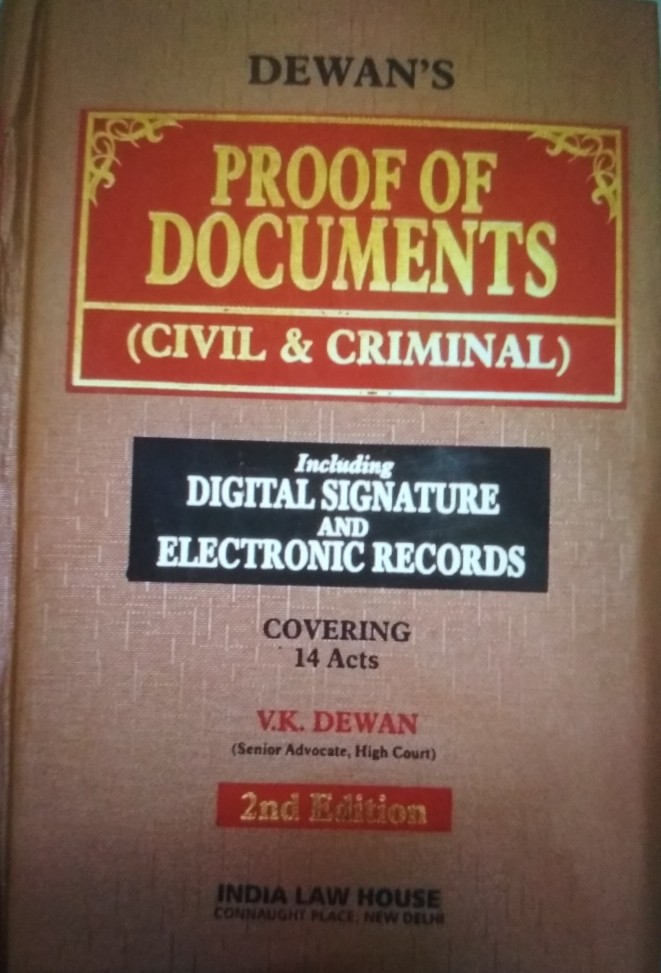 DEWAN'S
PROOF OF
DOCUMENTS
(CIVIL & CRIMINAL)
Including
DIGITAL SIGNATURE
AND
ELECTRONIC RECORDS
COVERING
14 Acts
V.K. DEWAN
(Senior Advocate, High Court)
2nd Edition
INDIA LAW HOUSE
CONNAUGHT PLACE, NEW DELHI